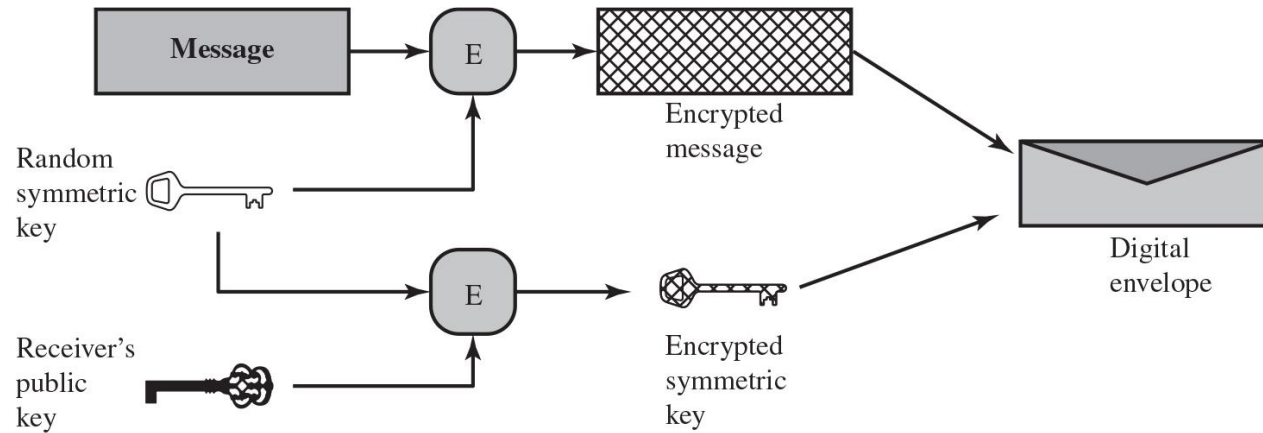 Message
E
Encrypted
message
Random
symmetric
key
Digital
envelope
E
Receiver's
public
key
Encrypted
symmetric
key